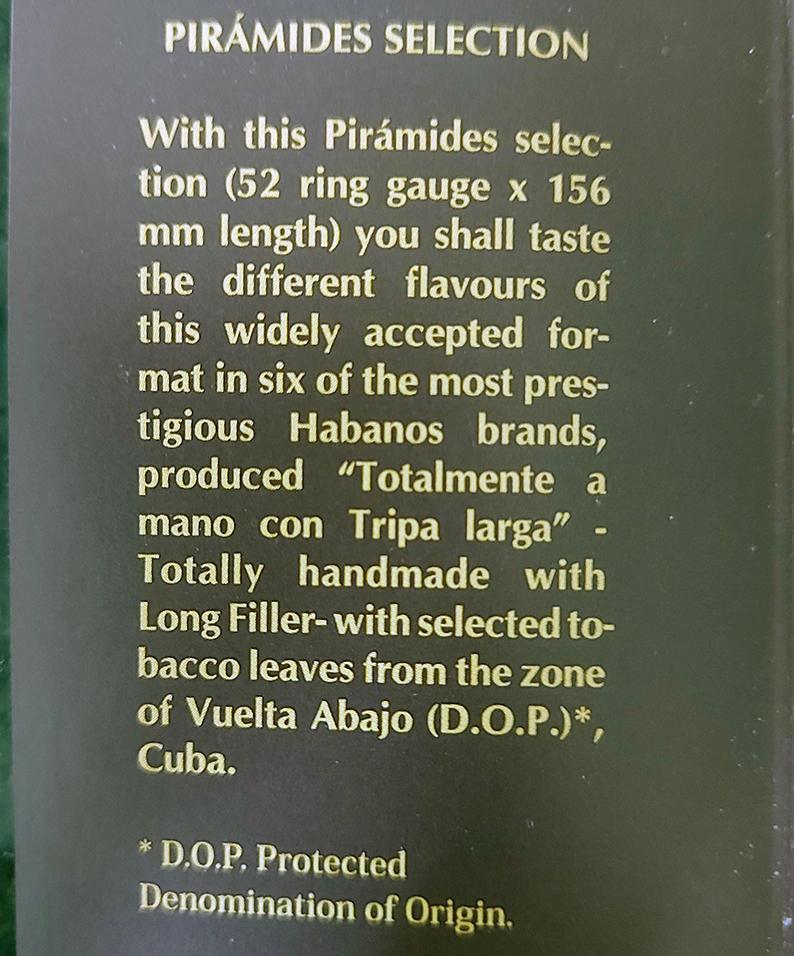 PIRÁMIDES SELECTION
With this Pirámides selec-
tion (52 ring gauge x 156
mm length) you shall taste
the different flavours of
this widely accepted for-
mat in six of the most pres-
tigious Habanos brands,
produced “Totalmente a
mano con Tripa larga” -
Totally handmade with
Long Filler- with selected to-
bacco leaves from the zone
of Vuelta Abajo (D.O.P.)*,
Cuba.
* D.O.P. Protected
Denomination of Origin.